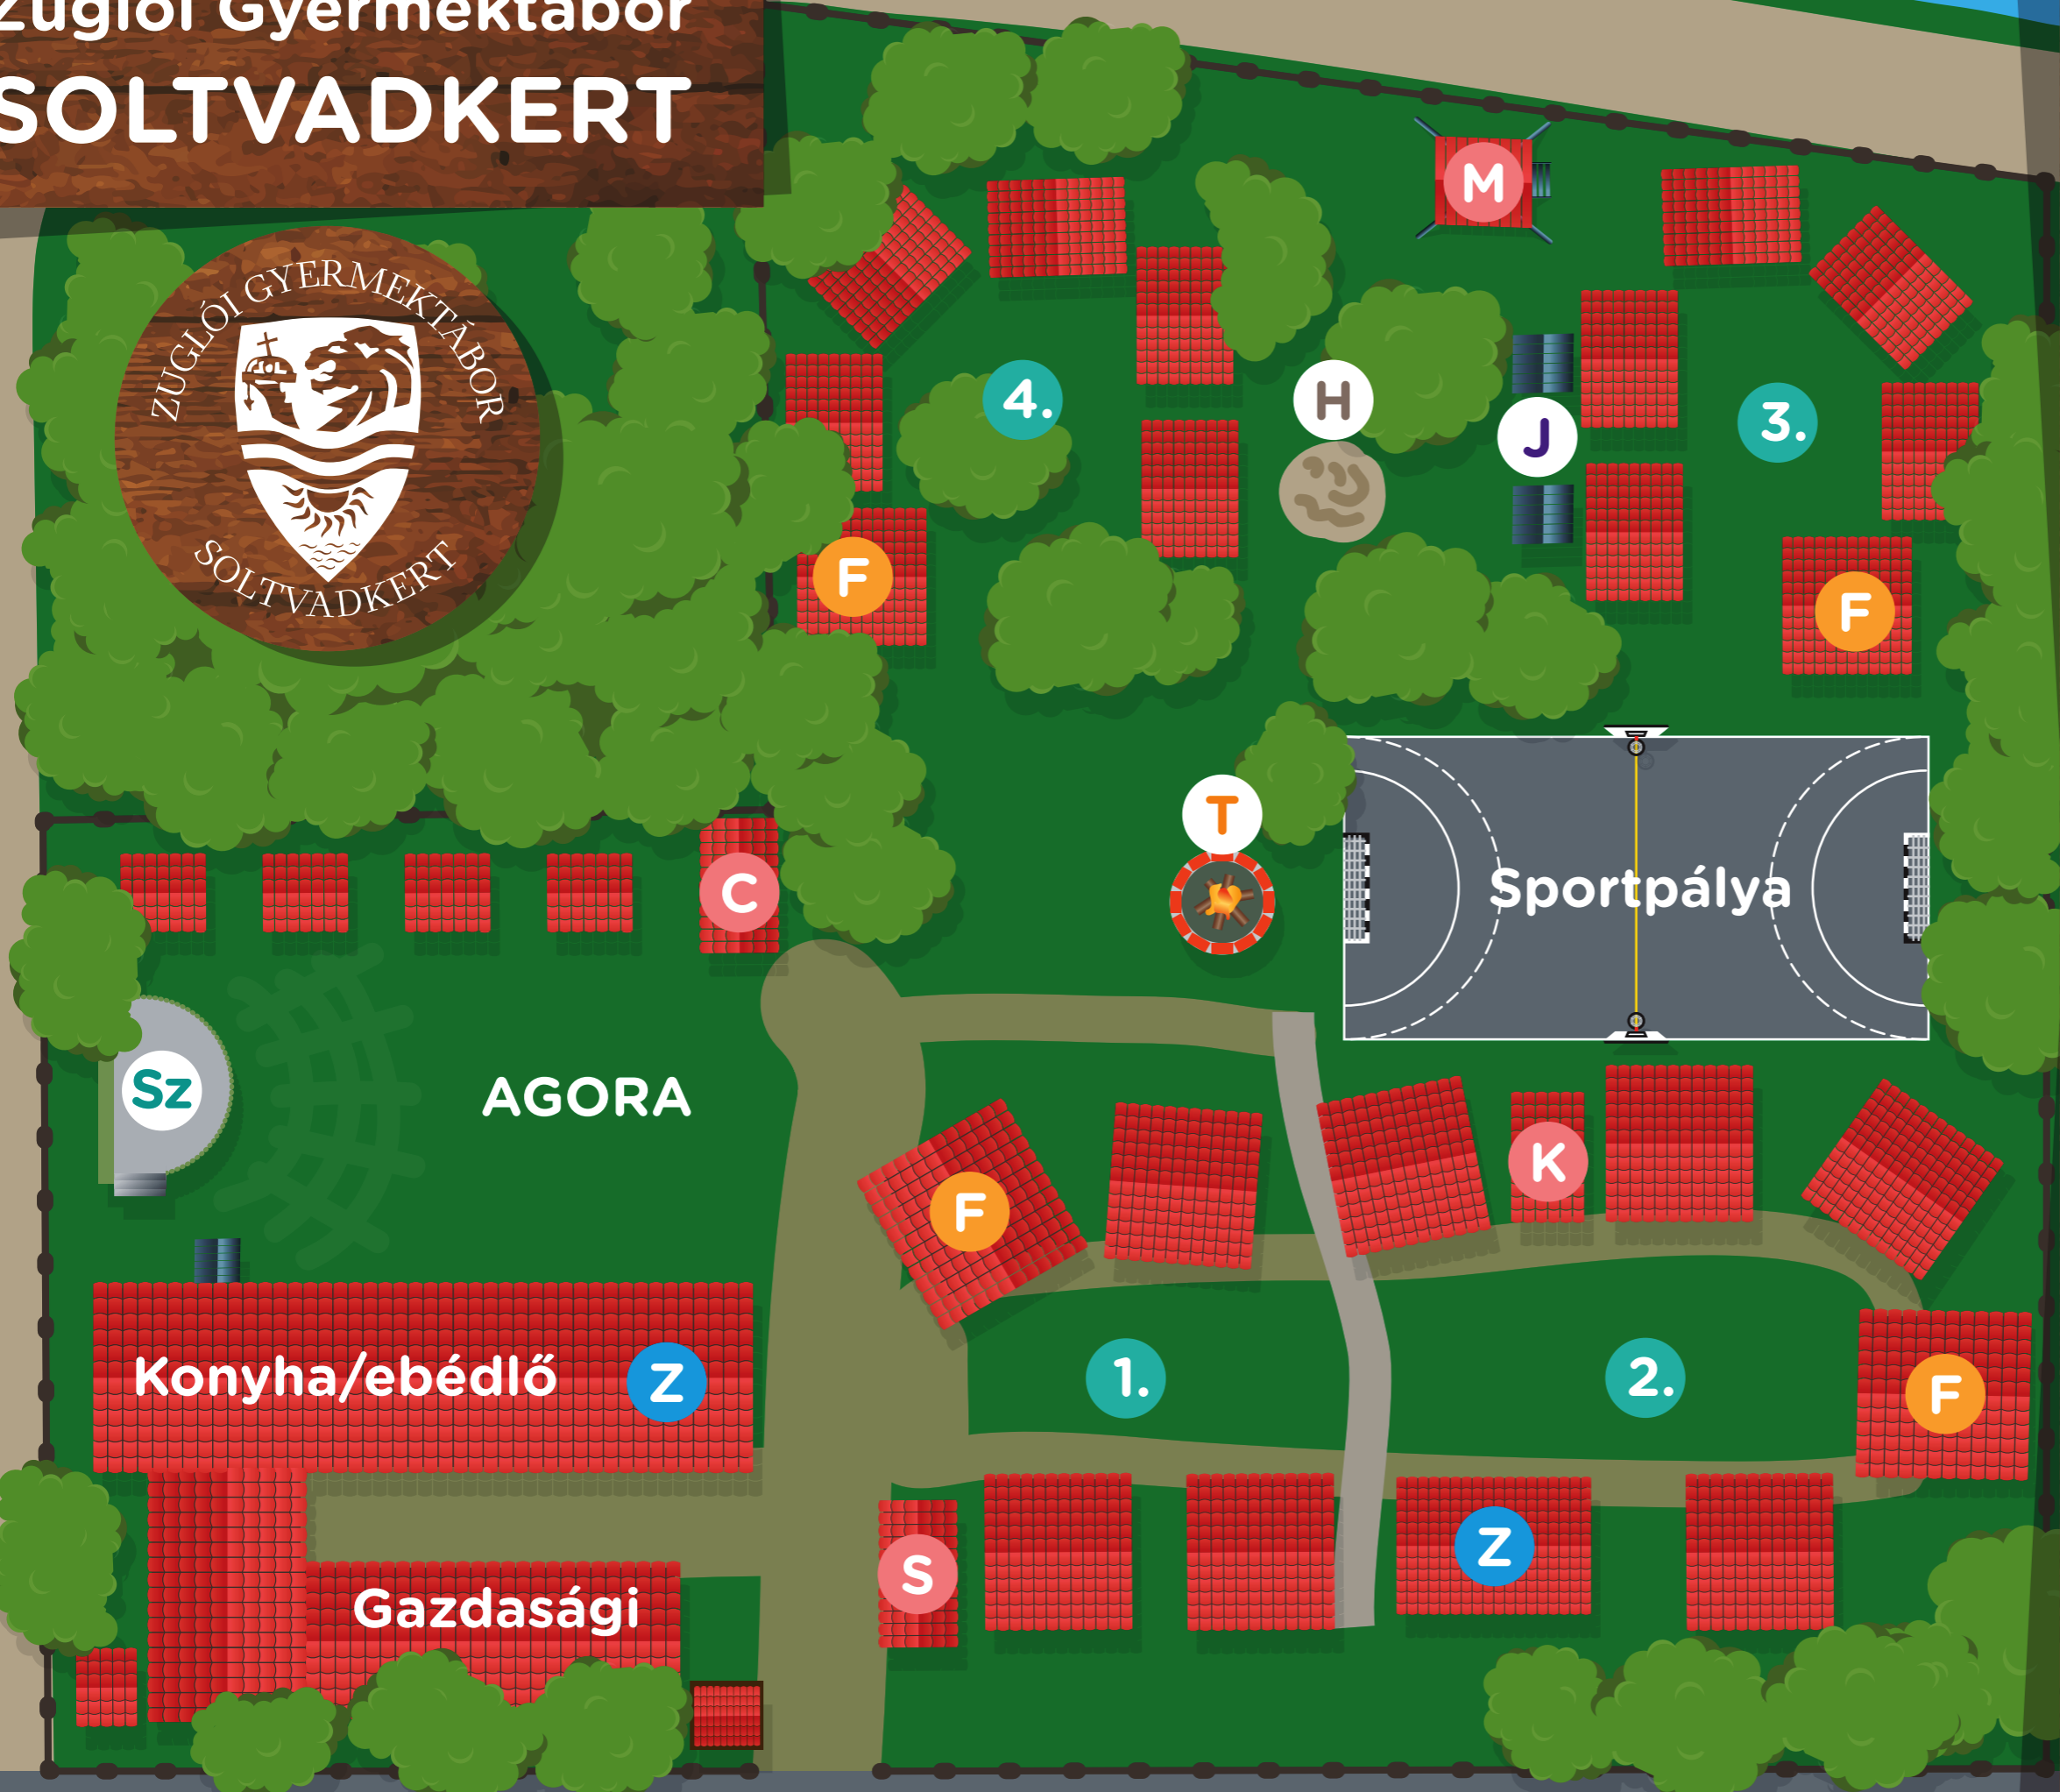 Zuglói Gyermektábor
SOLTVADKERT
ZUGLÓI GYERMEKTÁBOR
SOLTVADKERT
M
4.
H
J
3.
F
F
T
C
Sportpálya
Sz
AGORA
K
F
Konyha/ebédlő
Z
1.
2.
F
S
Z
Gazdasági